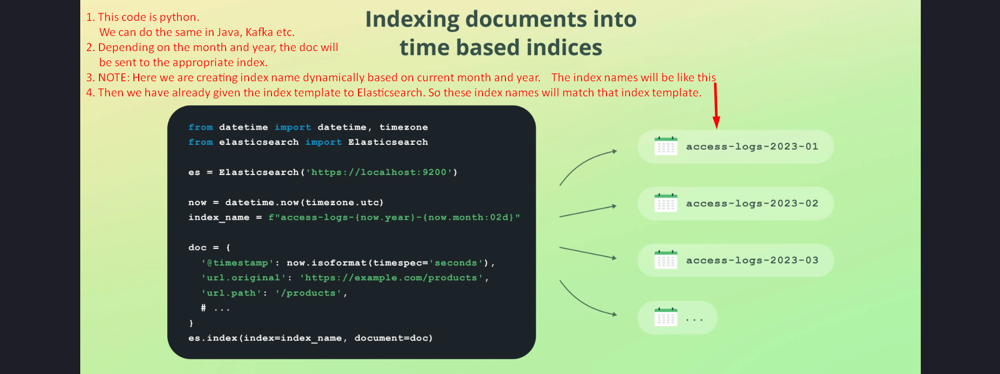 Indexing documents into
time based indices
1. This code is python.
We can do the same in Java, Kafka etc.
2. Depending on the month and year, the doc will
be sent to the appropriate index.
3. NOTE: Here we are creating index name dynamically based on current month and year. The index names will be like this
4. Then we have already given the index template to Elasticsearch. So these index names will match that index template.
from datetime import datetime, timezone
from elasticsearch import Elasticsearch
es = Elasticsearch('https://localhost:9200')
now = datetime.now(timezone.utc)
index_name = f"access-logs-{now.year}-{now.month:02d}"
doc = {
'@timestamp': now.isoformat(timespec='seconds'),
'url.original': 'https://example.com/products',
'url.path': '/products',
# ...
}
es.index(index=index_name, document=doc)
access-logs-2023-01
access-logs-2023-02
access-logs-2023-03
...